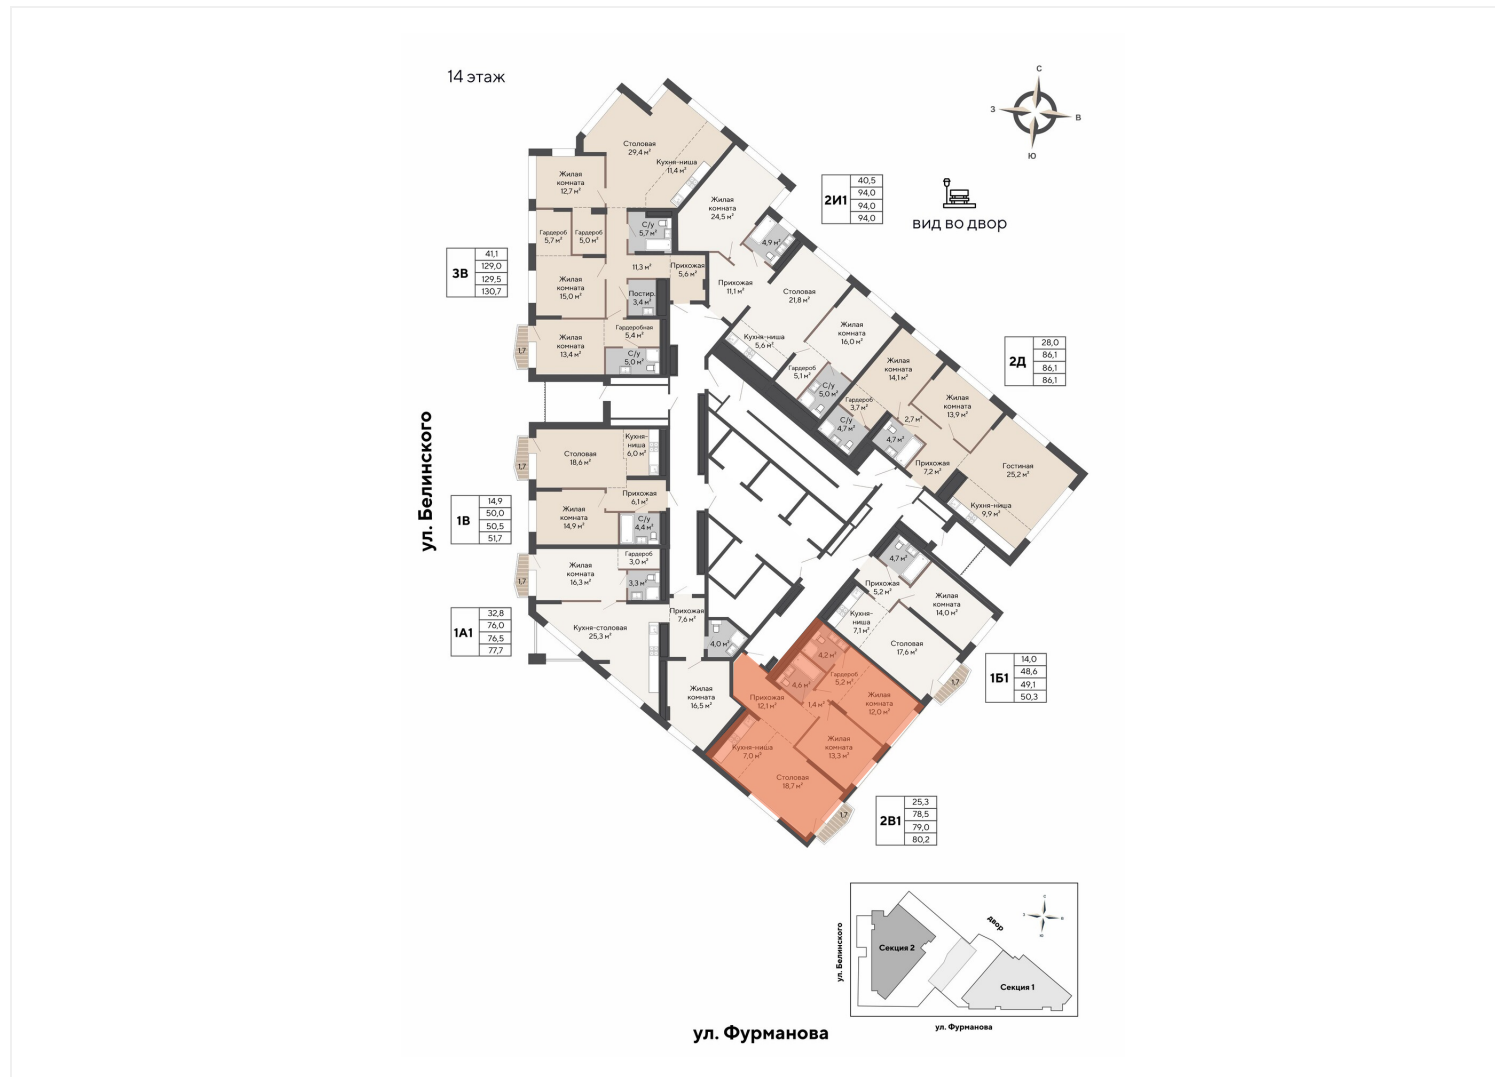 14 этаж
С
З
В
Ю
2И1
40,5
94,0
94,0
94,0
вид во двор
Столовая
29,4 м²
Кухня-ниша
11,4 м²
Жилая
комната
12,7 м²
Жилая
комната
24,5 м²
С/у
5,7 м²
4,9 м²
Гардероб
5,7 м²
Гардероб
5,0 м²
3В
41,1
129,0
129,5
130,7
11,3 м²
Прихожая
5,6 м²
Жилая
комната
15,0 м²
Постир.
3,4 м²
Прихожая
11,1 м²
Столовая
21,8 м²
Жилая
комната
16,0 м²
Кухня-ниша
5,6 м²
1,7
Жилая
комната
13,4 м²
Гардеробная
5,4 м²
С/у
5,0 м²
Гардероб
5,1 м²
С/у
5,0 м²
Жилая
комната
14,1 м²
2Д
28,0
86,1
86,1
86,1
Гардероб
3,7 м²
С/у
4,7 м²
2,7 м²
Жилая
комната
13,9 м²
4,7 м²
Прихожая
7,2 м²
Гостиная
25,2 м²
Кухня-ниша
9,9 м²
ул. Белинского
1,7
Столовая
18,6 м²
Кухня-
ниша
6,0 м²
1В
14,9
50,0
50,5
51,7
Прихожая
6,1 м²
Жилая
комната
14,9 м²
С/у
4,4 м²
1,7
Жилая
комната
16,3 м²
Гардероб
3,0 м²
3,3 м²
1А1
32,8
76,0
76,5
77,7
Кухня-столовая
25,3 м²
Прихожая
7,6 м²
4,0 м²
Жилая
комната
16,5 м²
4,7 м²
Прихожая
5,2 м²
Жилая
комната
14,0 м²
Кухня-
ниша
7,1 м²
Столовая
17,6 м²
1,7
1Б1
14,0
48,6
49,1
50,3
4,2 м²
4,6 м²
Гардероб
5,2 м²
Прихожая
12,1 м²
1,4 м²
Жилая
комната
12,0 м²
Жилая
комната
13,3 м²
Кухня-ниша
7,0 м²
Столовая
18,7 м²
1,7
2В1
25,3
78,5
79,0
80,2
ул. Белинского
Секция 2
двор
С
З
В
Ю
Секция 1
ул. Фурманова
ул. Фурманова